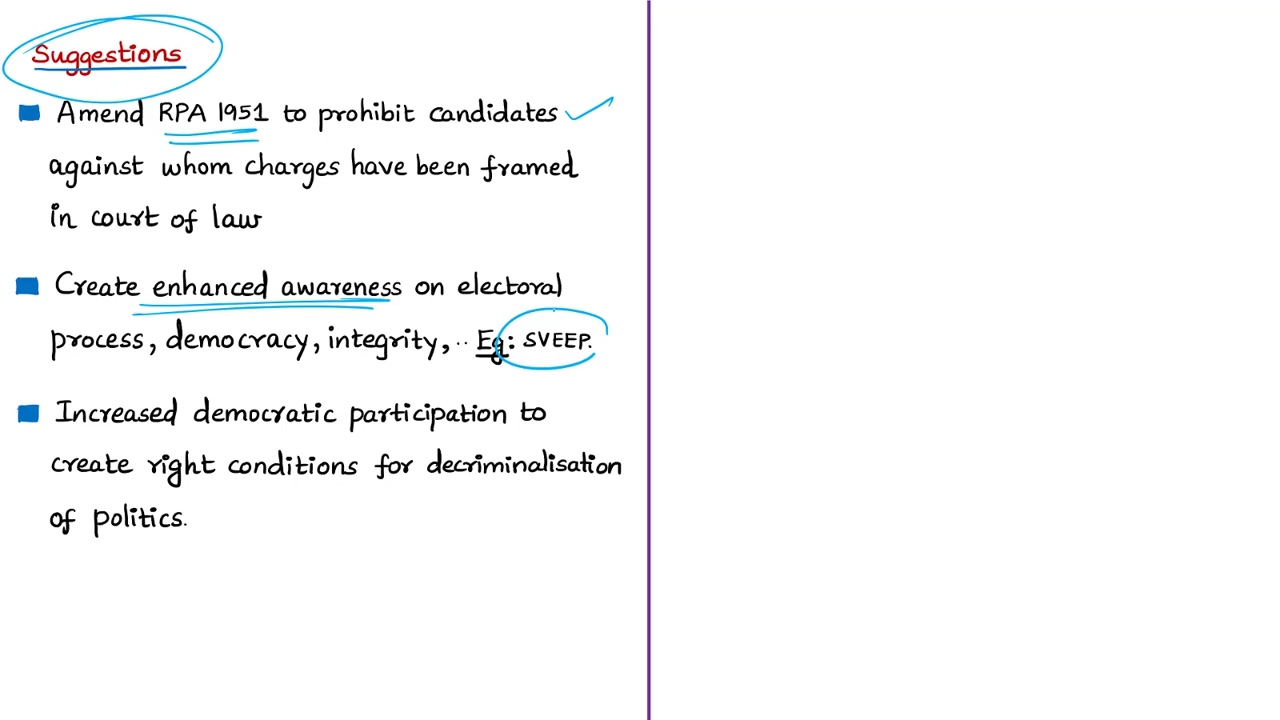 Suggestions
Amend RPA 1951 to prohibit candidates
against whom charges have been framed
in court of law
Create enhanced awareness on electoral
process, democracy, integrity, .. Eg: SVEEP.
Increased democratic participation to
create right conditions for decriminalisation
of politics.